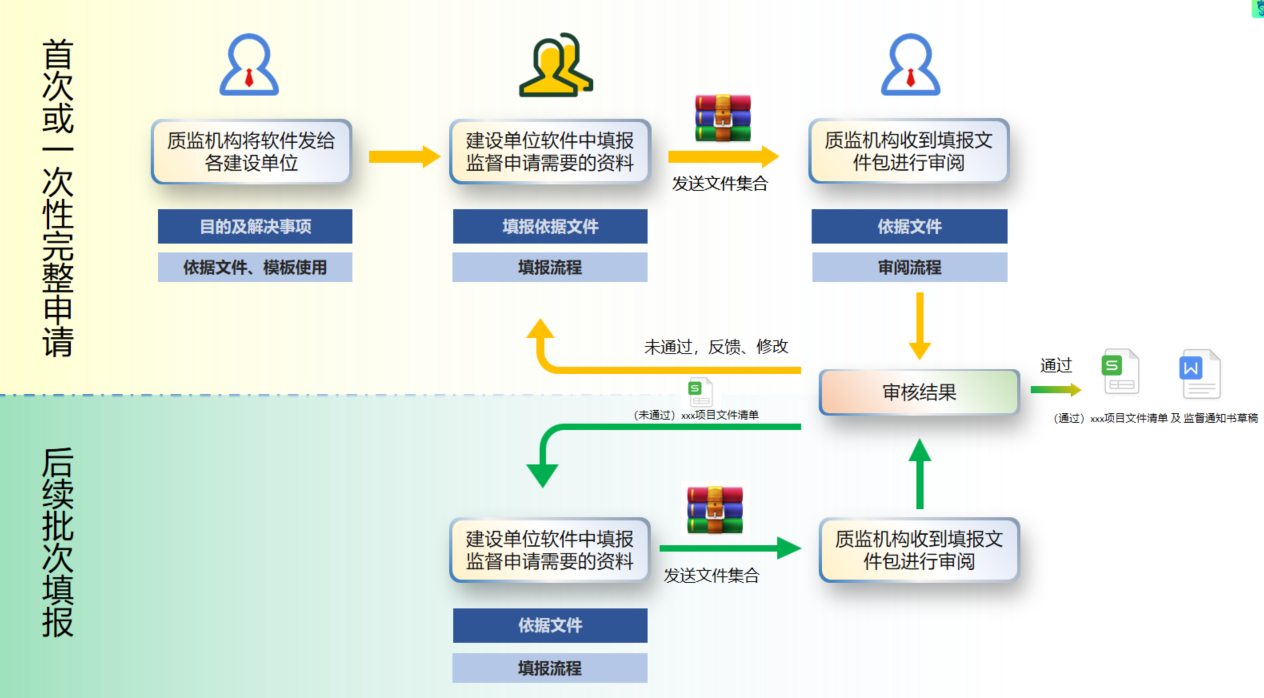 首次或一次性完整申请
质监机构将软件发给
各建设单位
目的及解决事项
依据文件、模板使用
建设单位软件中填报
监督申请需要的资料
填报依据文件
填报流程
发送文件集合
质监机构收到填报文
件包进行审阅
依据文件
审阅流程
未通过，反馈、修改
S
（未通过）xxx项目文件清单
审核结果
通过
S
W
（通过）xxx项目文件清单 及 监督通知书草稿
后续批次填报
建设单位软件中填报
监督申请需要的资料
依据文件
填报流程
发送文件集合
质监机构收到填报文
件包进行审阅